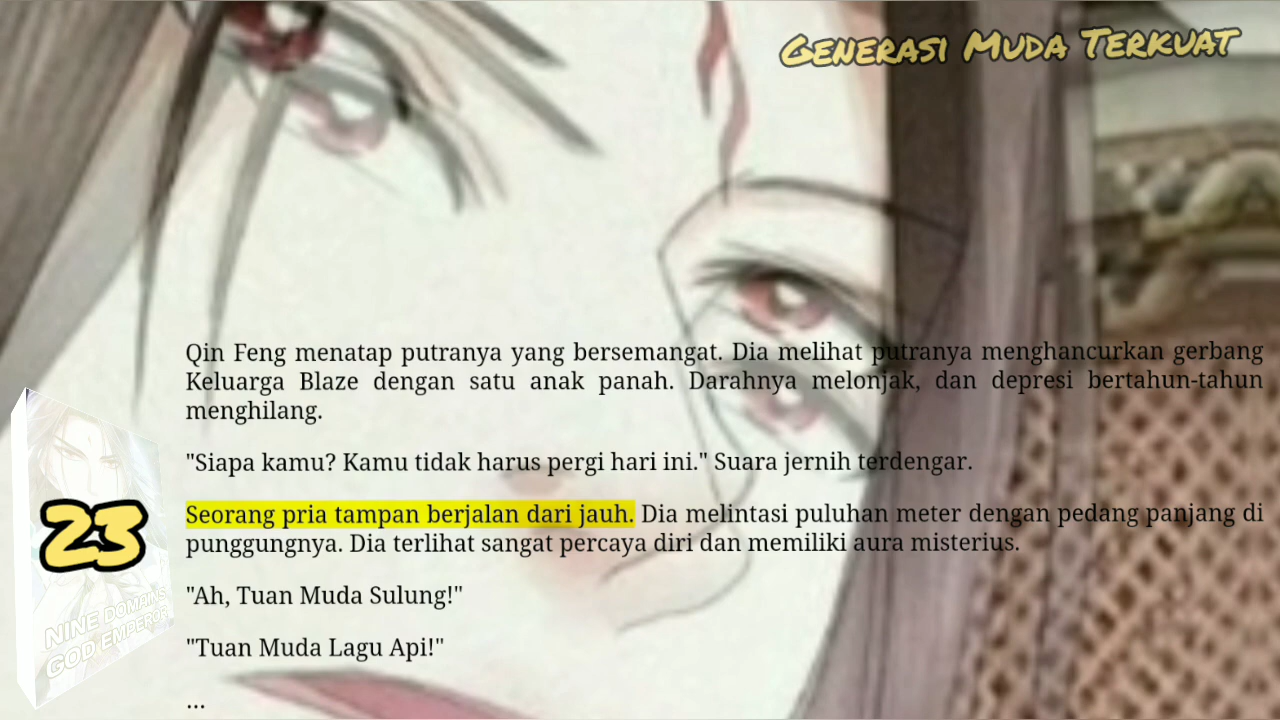 Generasi Muda Terkuat
Qin Feng menatap putranya yang bersemangat. Dia melihat putranya menghancurkan gerbang
Keluarga Blaze dengan satu anak panah. Darahnya melonjak, dan depresi bertahun-tahun
menghilang.
"Siapa kamu? Kamu tidak harus pergi hari ini." Suara jernih terdengar.
Seorang pria tampan berjalan dari jauh. Dia melintasi puluhan meter dengan pedang panjang di
punggungnya. Dia terlihat sangat percaya diri dan memiliki aura misterius.
"Ah, Tuan Muda Sulung!"
"Tuan Muda Lagu Api!"
...
23
NINE DOMAINS
GOD EMPEROR